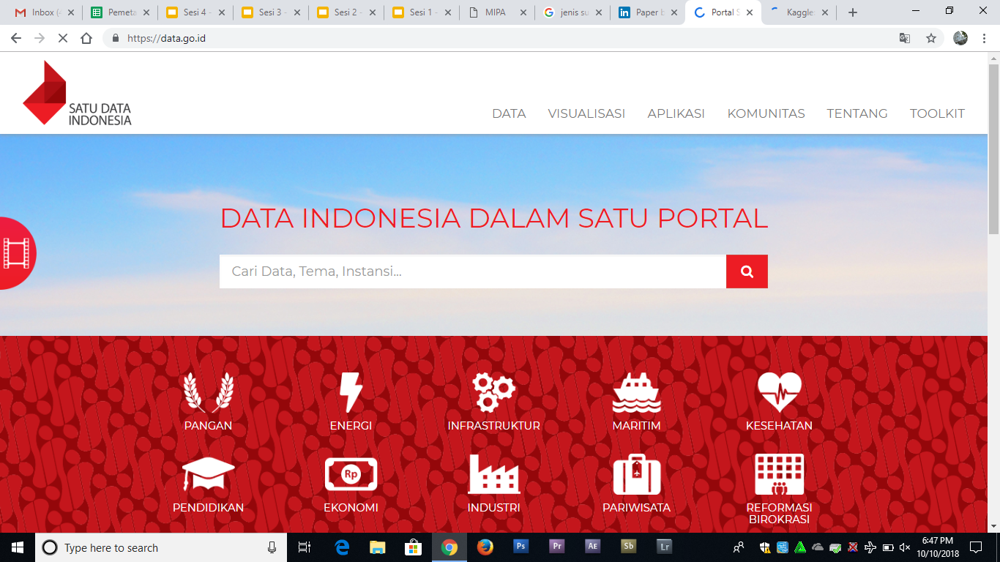 Inbox (4
Pemeta
Sesi 4 -
Sesi 3 -
Sesi 2 -
Sesi 1 -
MIPA
jenis su
Paper b
Portal S
Kaggle:
https://data.go.id
SATU DATA
INDONESIA
DATA
VISUALISASI
APLIKASI
KOMUNITAS
TENTANG
TOOLKIT
DATA INDONESIA DALAM SATU PORTAL
Cari Data, Tema, Instansi...
PANGAN
ENERGI
INFRASTRUKTUR
MARITIM
KESEHATAN
Rp
PENDIDIKAN
EKONOMI
INDUSTRI
PARIWISATA
REFORMASI
BIROKRASI
Type here to search
Ps
Pr
AE
Sb
Lr
6:47 PM
10/10/2018